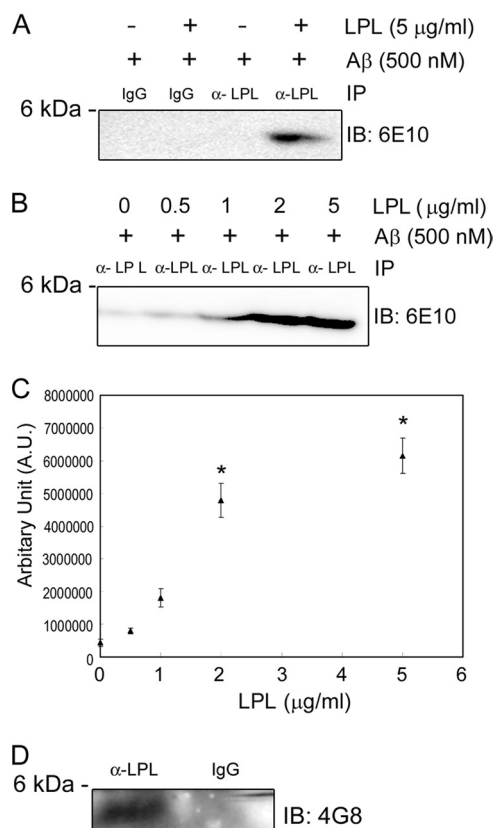 A
- + - + LPL (5 μg/ml)
+ + + + Aβ (500 nM)
IgG IgG α- LPL α-LPL IP
6 kDa -
IB: 6E10
B
0 0.5 1 2 5 LPL ( μg/ml)
+ + + + + Aβ (500 nM)
α- LP L α-LPL α- LPL α- LPL α- LPL IP
6 kDa -
IB: 6E10
C
8000000
7000000
6000000
5000000
4000000
3000000
2000000
1000000
0
Arbitary Unit (A.U.)
* *
0 1 2 3 4 5 6
LPL (μg/ml)
D
α-LPL IgG
6 kDa -
IB: 4G8